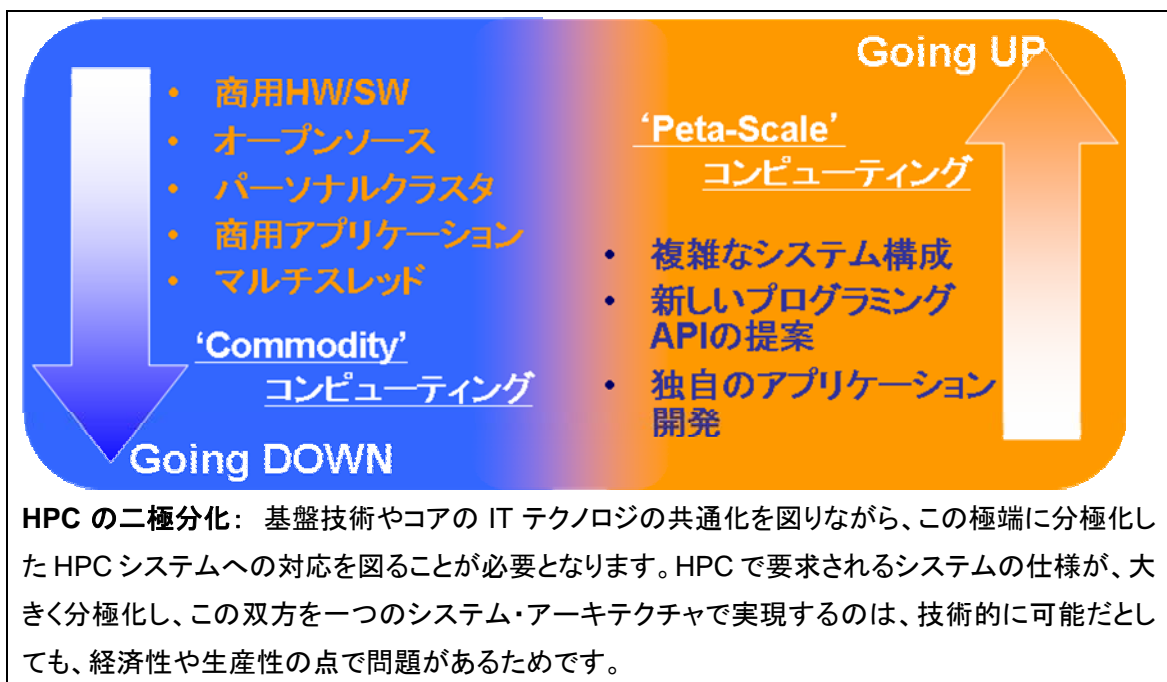 Going UP
• 商用HW/SW
• オープンソース
• パーソナルクラスタ
• 商用アプリケーション
• マルチスレッド
‘Commodity’
コンピューティング
Going DOWN
‘Peta-Scale’
コンピューティング
• 複雑なシステム構成
• 新しいプログラミング
APIの提案
• 独自のアプリケーション
開発
HPC の二極分化： 基盤技術やコアの IT テクノロジの共通化を図りながら、この極端に分極化し
た HPC システムへの対応を図ることが必要となります。HPC で要求されるシステムの仕様が、大
きく分極化し、この双方を一つのシステム・アーキテクチャで実現するのは、技術的に可能だとし
ても、経済性や生産性の点で問題があるためです。